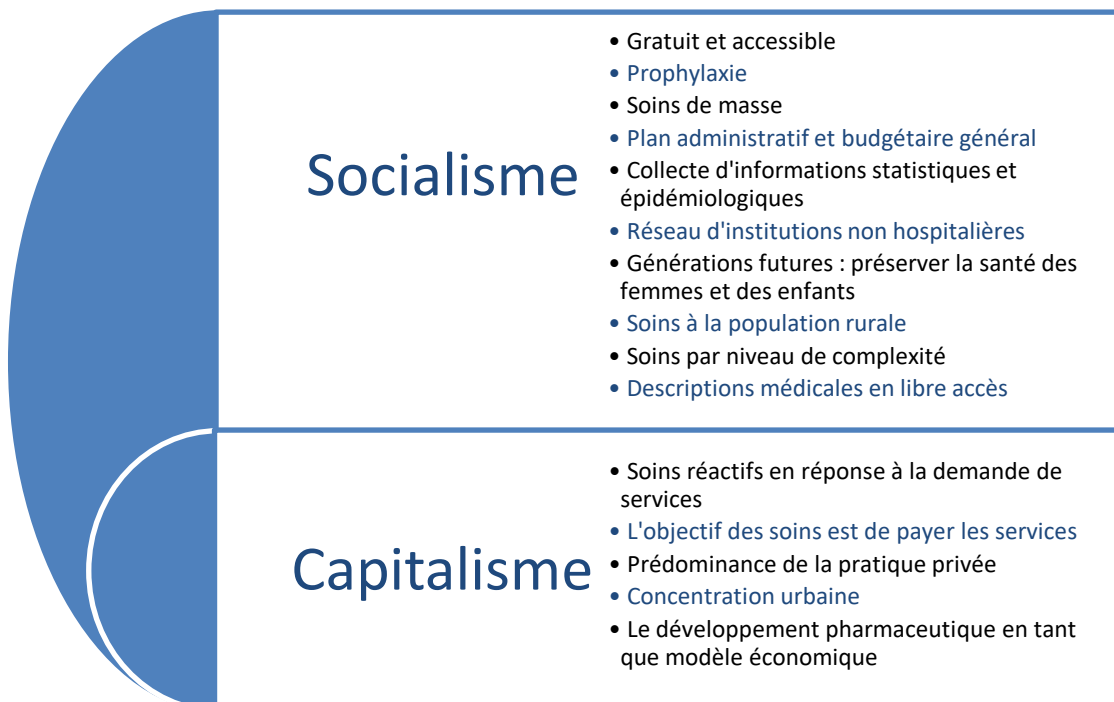 Socialisme
• Gratuit et accessible
• Prophylaxie
• Soins de masse
• Plan administratif et budgétaire général
• Collecte d'informations statistiques et
épidémiologiques
• Réseau d'institutions non hospitalières
• Générations futures : préserver la santé des
femmes et des enfants
• Soins à la population rurale
• Soins par niveau de complexité
• Descriptions médicales en libre accès
Capitalisme
• Soins réactifs en réponse à la demande de
services
• L'objectif des soins est de payer les services
• Prédominance de la pratique privée
• Concentration urbaine
• Le développement pharmaceutique en tant
que modèle économique